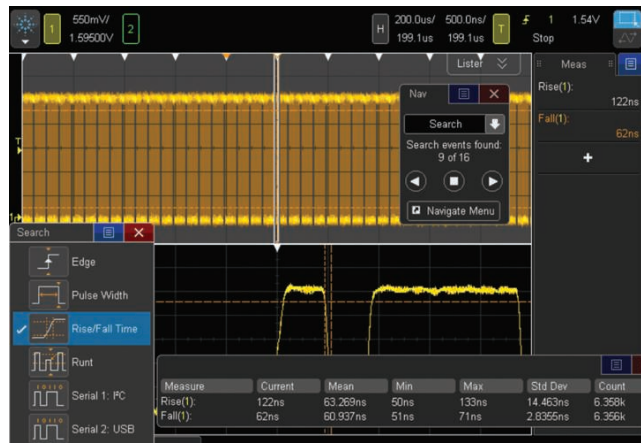 1 550mV/ 1.59500V 2 H 200.0us/ 199.1us 500.0ns/ 199.1us T 1 1.54V Stop
Lister
Meas
Rise(1):
122ns
Fall(1):
62ns
Nav
Search
Search events found:
9 of 16
Navigate Menu
T
Search
Edge
Pulse Width
Rise/Fall Time
Runt
Serial 1: I²C
Serial 2: USB
Measure Current Mean Min Max Std Dev Count
Rise(1): 122ns 63.269ns 50ns 133ns 14.463ns 6.358k
Fall(1): 62ns 60.937ns 51ns 71ns 2.8355ns 6.356k